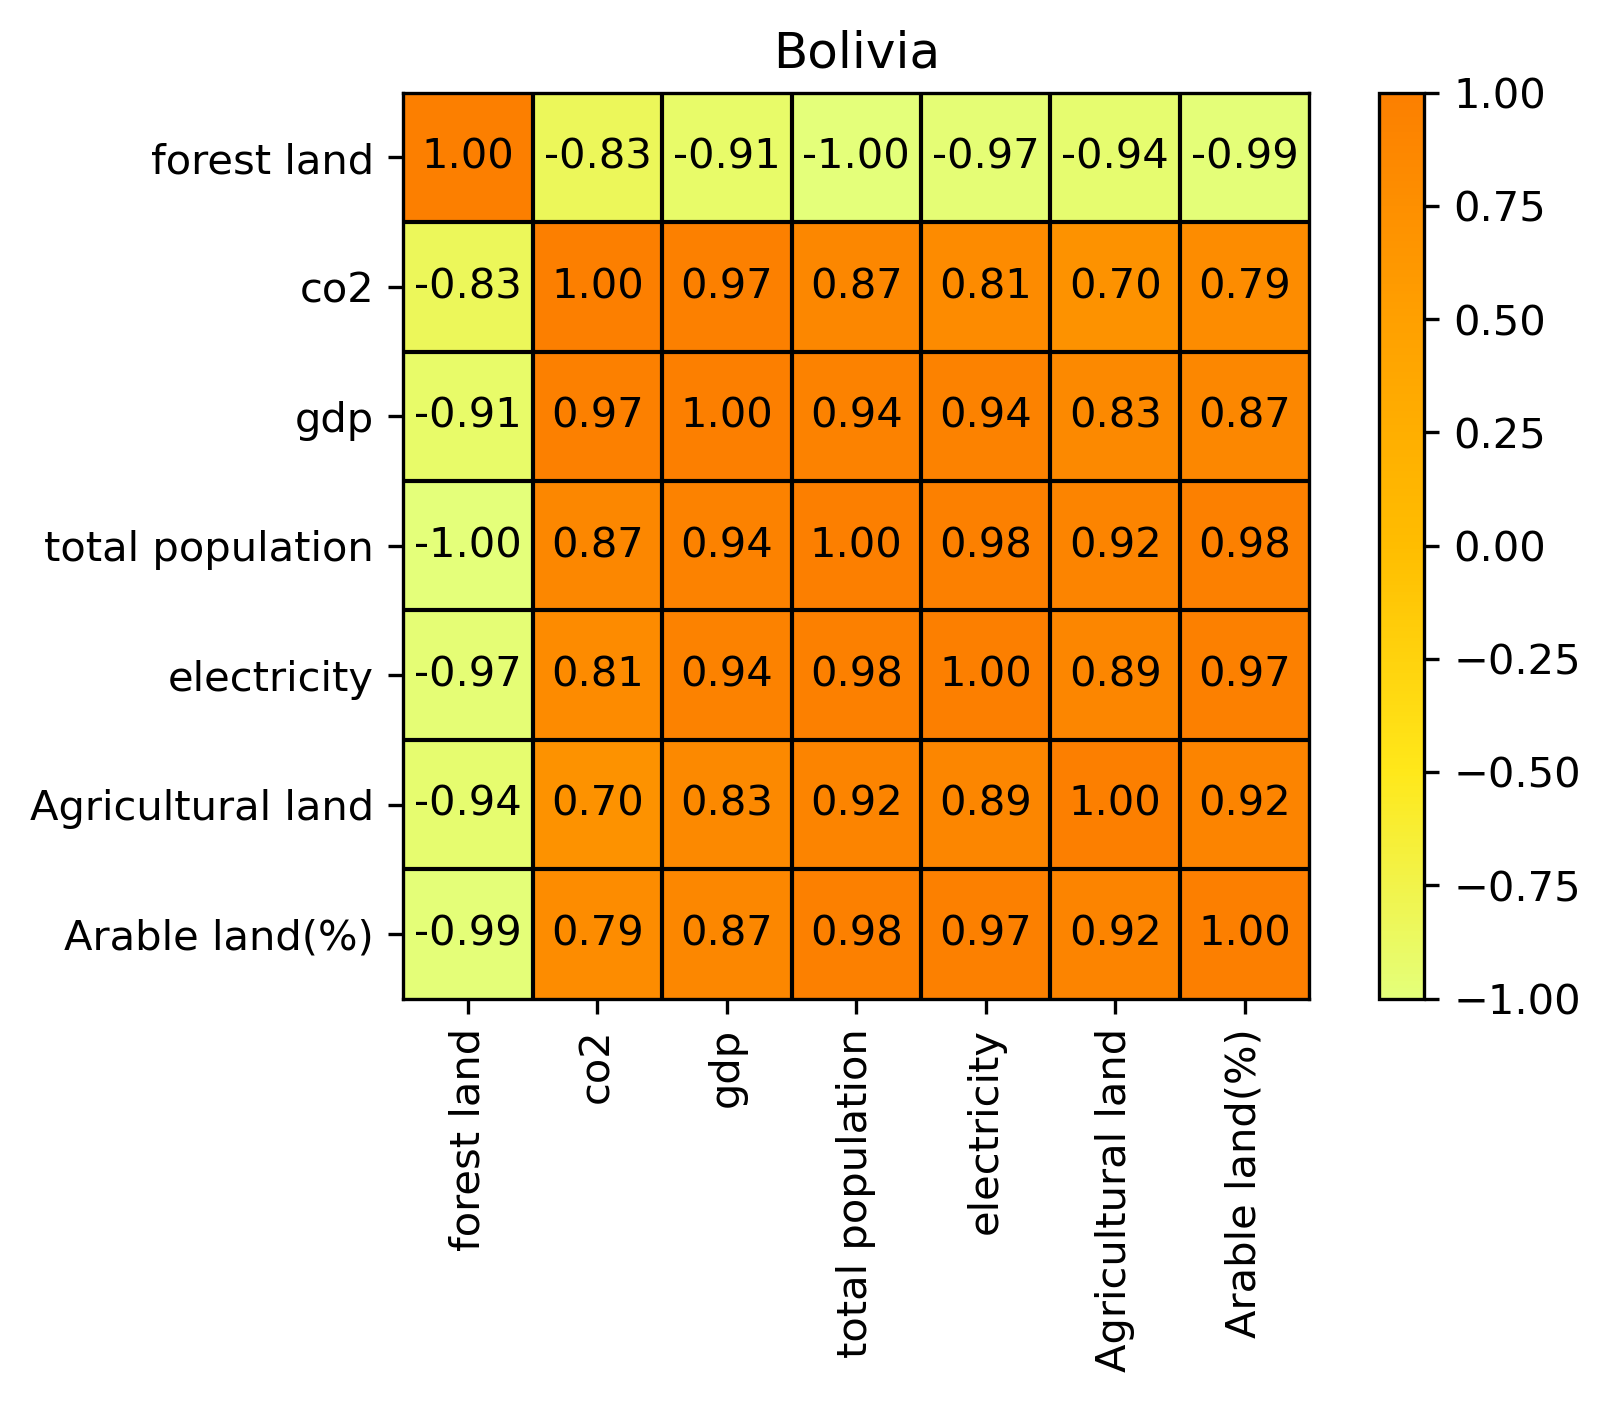 Bolivia
forest land 1.00 -0.83 -0.91 -1.00 -0.97 -0.94 -0.99
co2 -0.83 1.00 0.97 0.87 0.81 0.70 0.79
gdp -0.91 0.97 1.00 0.94 0.94 0.83 0.87
total population -1.00 0.87 0.94 1.00 0.98 0.92 0.98
electricity -0.97 0.81 0.94 0.98 1.00 0.89 0.97
Agricultural land -0.94 0.70 0.83 0.92 0.89 1.00 0.92
Arable land(%) -0.99 0.79 0.87 0.98 0.97 0.92 1.00
forest land
co2
gdp
total population
electricity
Agricultural land
Arable land(%)
1.00
0.75
0.50
0.25
0.00
−0.25
−0.50
−0.75
−1.00